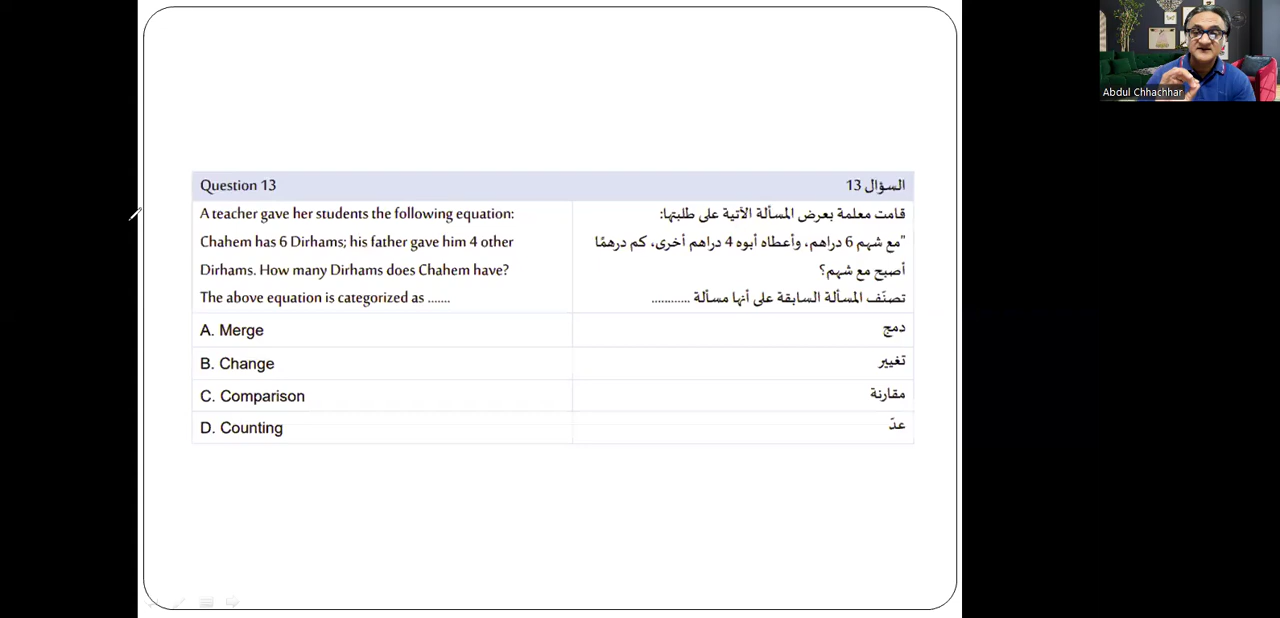 Abdul Chhachhar
Question 13
السؤال 13
A teacher gave her students the following equation:
Chahem has 6 Dirhams; his father gave him 4 other
Dirhams. How many Dirhams does Chahem have?
The above equation is categorized as .......
قامت معلمة بعرض المسألة الآتية على طلبتها:
"مع شهم 6 دراهم، وأعطاه أبوه 4 دراهم أخرى، كم درهمًا
أصبح مع شهم؟
تصنّف المسألة السابقة على أنها مسألة ............
A. Merge
دمج
B. Change
تغيير
C. Comparison
مقارنة
D. Counting
عدّ